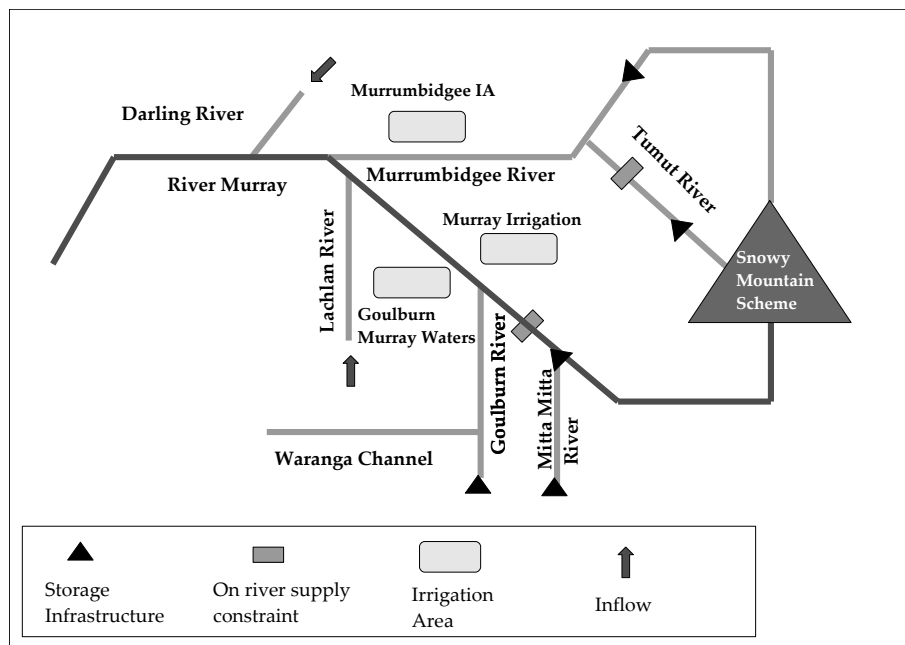 Murrumbidgee IA
Darling River
River Murray
Murrumbidgee River
Tumut River
Murray Irrigation
Lachlan River
Goulburn
Murray Waters
Snowy
Mountain
Scheme
Goulburn River
Mitta Mitta
River
Waranga Channel
Storage
Infrastructure
On river supply
constraint
Irrigation
Area
Inflow